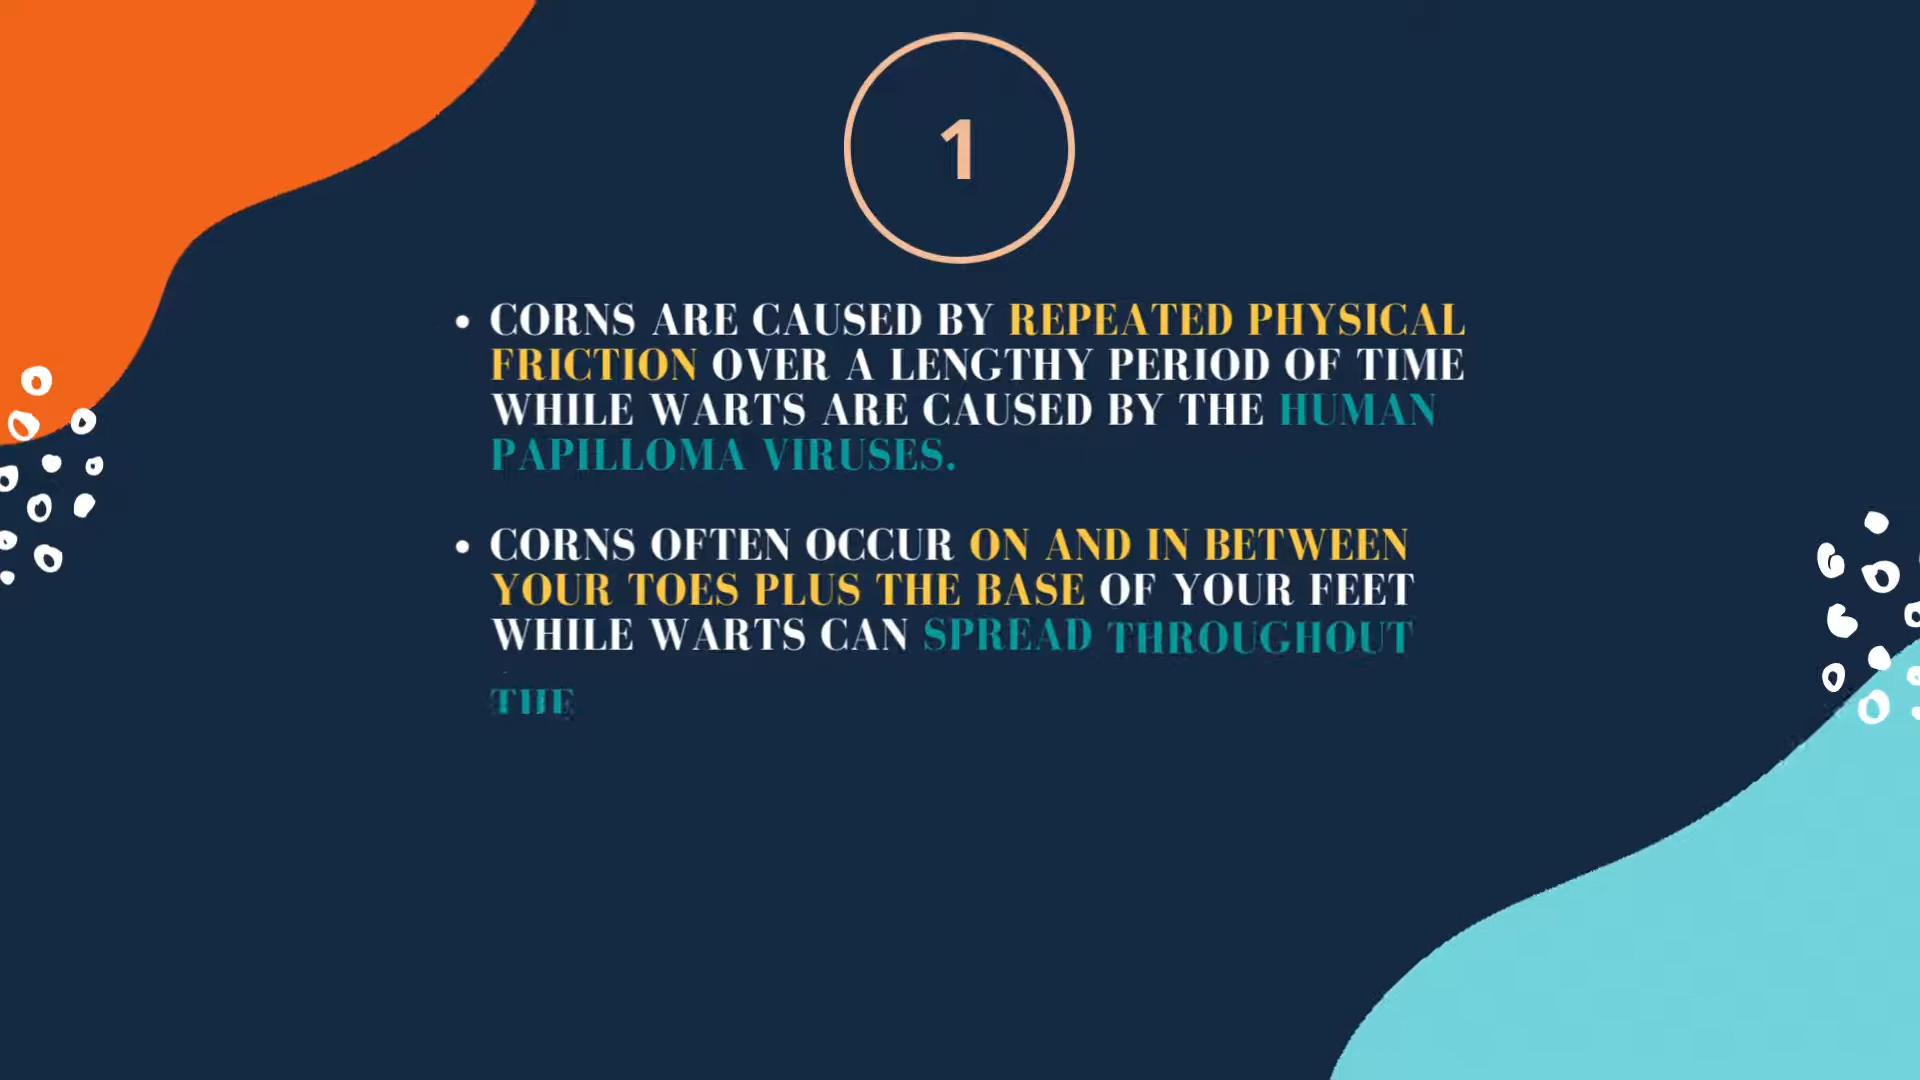 1
• CORNS ARE CAUSED BY REPEATED PHYSICAL
FRICTION OVER A LENGTHY PERIOD OF TIME
WHILE WARTS ARE CAUSED BY THE HUMAN
PAPILLOMA VIRUSES.
• CORNS OFTEN OCCUR ON AND IN BETWEEN
YOUR TOES PLUS THE BASE OF YOUR FEET
WHILE WARTS CAN SPREAD THROUGHOUT
THE